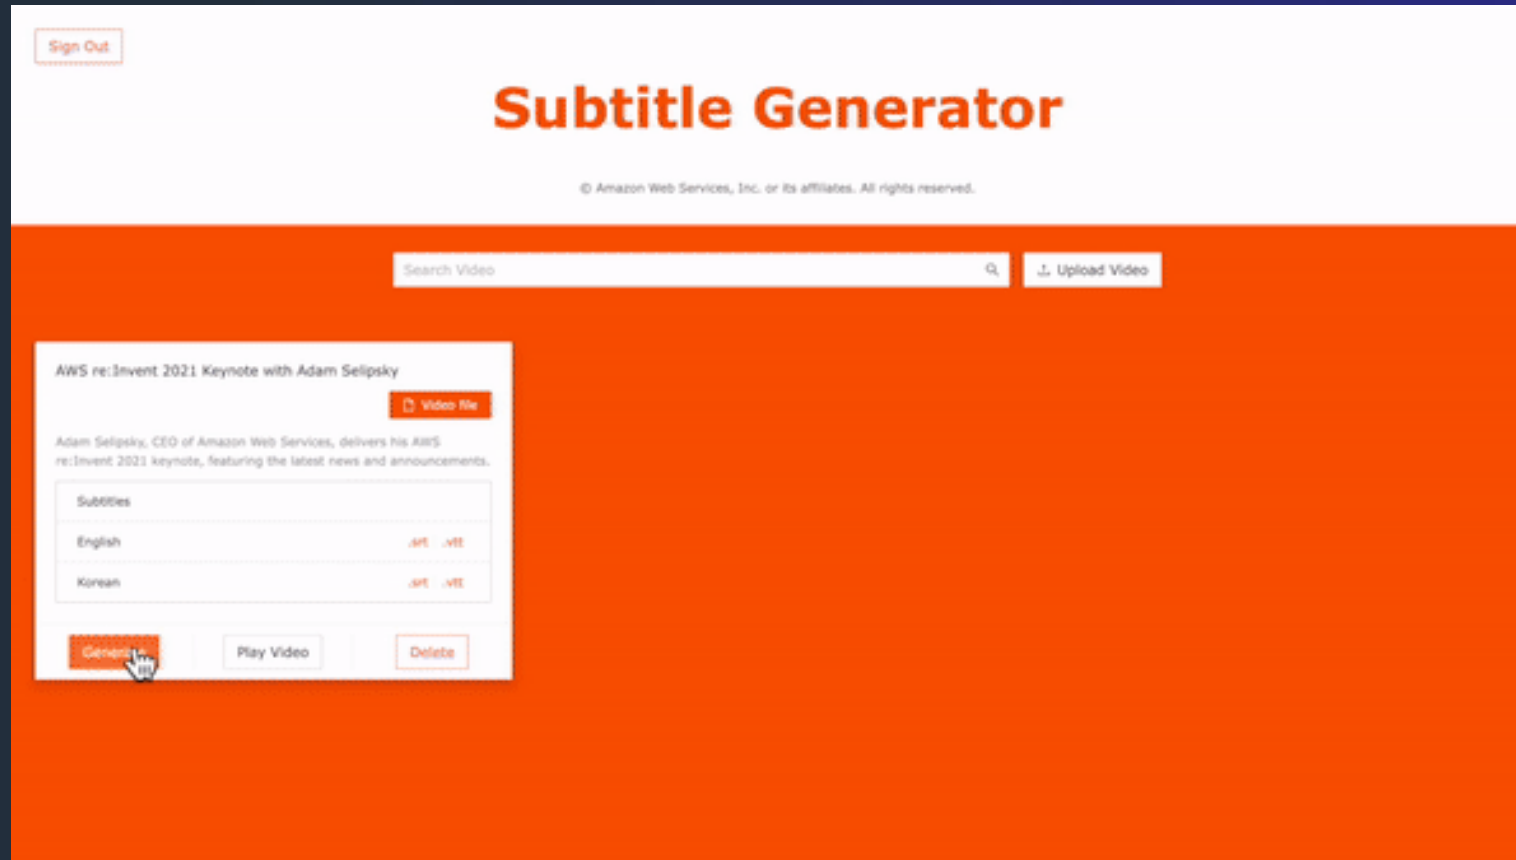 Sign Out
Subtitle Generator
© Amazon Web Services, Inc. or its affiliates. All rights reserved.
Search Video
Upload Video
AWS re:Invent 2021 Keynote with Adam Selipsky
Video file
Adam Selipsky, CEO of Amazon Web Services, delivers his AWS
re:Invent 2021 keynote, featuring the latest news and announcements.
Subtitles
English .srt .vtt
Korean .srt .vtt
Play Video Delete